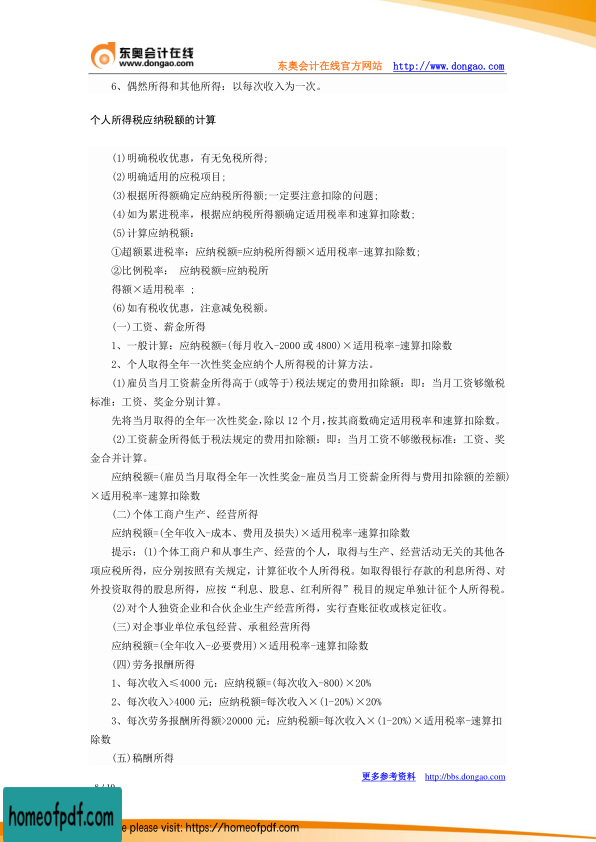 东奥会计在线
www.dongao.com
东奥会计在线官方网站 http://www.dongao.com
6、偶然所得和其他所得：以每次收入为一次。
个人所得税应纳税额的计算
(1)明确税收优惠，有无免税所得;
(2)明确适用的应税项目;
(3)根据所得额确定应纳税所得额;一定要注意扣除的问题;
(4)如为累进税率，根据应纳税所得额确定适用税率和速算扣除数;
(5)计算应纳税额：
①超额累进税率：应纳税额=应纳税所得额×适用税率-速算扣除数;
②比例税率： 应纳税额=应纳税所
得额×适用税率 ;
(6)如有税收优惠，注意减免税额。
(一)工资、薪金所得
1、一般计算：应纳税额=(每月收入-2000 或 4800)×适用税率-速算扣除数
2、个人取得全年一次性奖金应纳个人所得税的计算方法。
(1)雇员当月工资薪金所得高于(或等于)税法规定的费用扣除额：即：当月工资够缴税
标准；工资、奖金分别计算。
先将当月取得的全年一次性奖金,除以 12 个月,按其商数确定适用税率和速算扣除数。
(2)工资薪金所得低于税法规定的费用扣除额：即：当月工资不够缴税标准：工资、奖
金合并计算。
应纳税额=(雇员当月取得全年一次性奖金-雇员当月工资薪金所得与费用扣除额的差额)
×适用税率-速算扣除数
(二)个体工商户生产、经营所得
应纳税额=(全年收入-成本、费用及损失)×适用税率-速算扣除数
提示：(1)个体工商户和从事生产、经营的个人，取得与生产、经营活动无关的其他各
项应税所得，应分别按照有关规定，计算征收个人所得税。如取得银行存款的利息所得、对
外投资取得的股息所得，应按“利息、股息、红利所得”税目的规定单独计征个人所得税。
(2)对个人独资企业和合伙企业生产经营所得，实行查账征收或核定征收。
(三)对企事业单位承包经营、承租经营所得
应纳税额=(全年收入-必要费用)×适用税率-速算扣除数
(四)劳务报酬所得
1、每次收入≤4000 元：应纳税额=(每次收入-800)×20%
2、每次收入>4000 元：应纳税额=每次收入×(1-20%)×20%
3、每次劳务报酬所得额>20000 元：应纳税额=每次收入×(1-20%)×适用税率-速算扣
除数
(五)稿酬所得
更多参考资料 http://bbs.dongao.com
homeofpdf.com
e please visit: https://homeofpdf.com